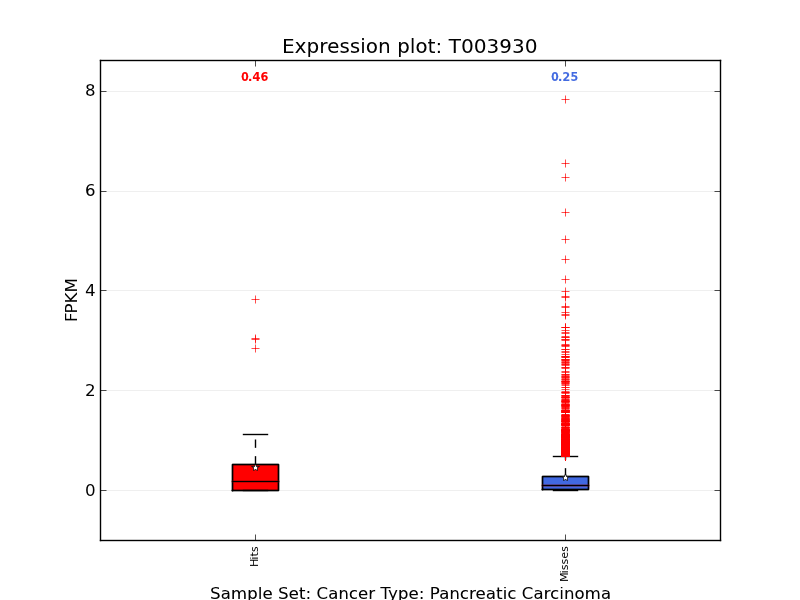 Expression plot: T003930
0.46
0.25
8
6
4
2
0
FPKM
Hits
Misses
Sample Set: Cancer Type: Pancreatic Carcinoma